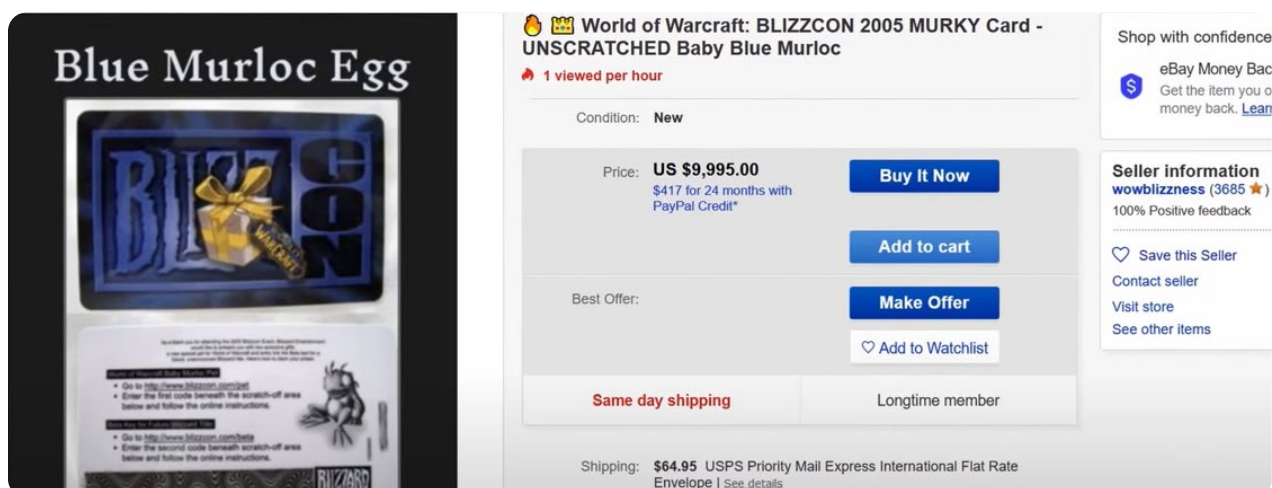 Blue Murloc Egg
BLIZZ
CON
WARCRAFT
World of Warcraft Baby Murloc Pet
• Go to http://www.blizzcon.com/pet
• Enter the first code beneath the scratch-off area
below and follow the online instructions.
Beta Key for Future Blizzard Title
• Go to http://www.blizzcon.com/beta
• Enter the second code beneath scratch-off area
below and follow the online instructions.
BLIZZARD
🔥 👑 World of Warcraft: BLIZZCON 2005 MURKY Card -
UNSCRATCHED Baby Blue Murloc
1 viewed per hour
Condition: New
Price: US $9,995.00
$417 for 24 months with
PayPal Credit*
Buy It Now
Add to cart
Best Offer:
Make Offer
Add to Watchlist
Same day shipping
Longtime member
Shipping: $64.95 USPS Priority Mail Express International Flat Rate
Envelope | See details
Shop with confidence
eBay Money Bac
Get the item you o
money back. Learn
Seller information
wowblizzness (3685 ★)
100% Positive feedback
Save this Seller
Contact seller
Visit store
See other items